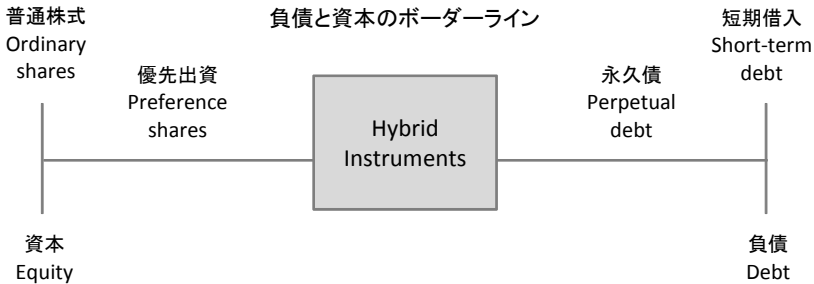 負債と資本のボーダーライン
普通株式
Ordinary
shares
優先出資
Preference
shares
Hybrid
Instruments
永久債
Perpetual
debt
短期借入
Short-term
debt
資本
Equity
負債
Debt